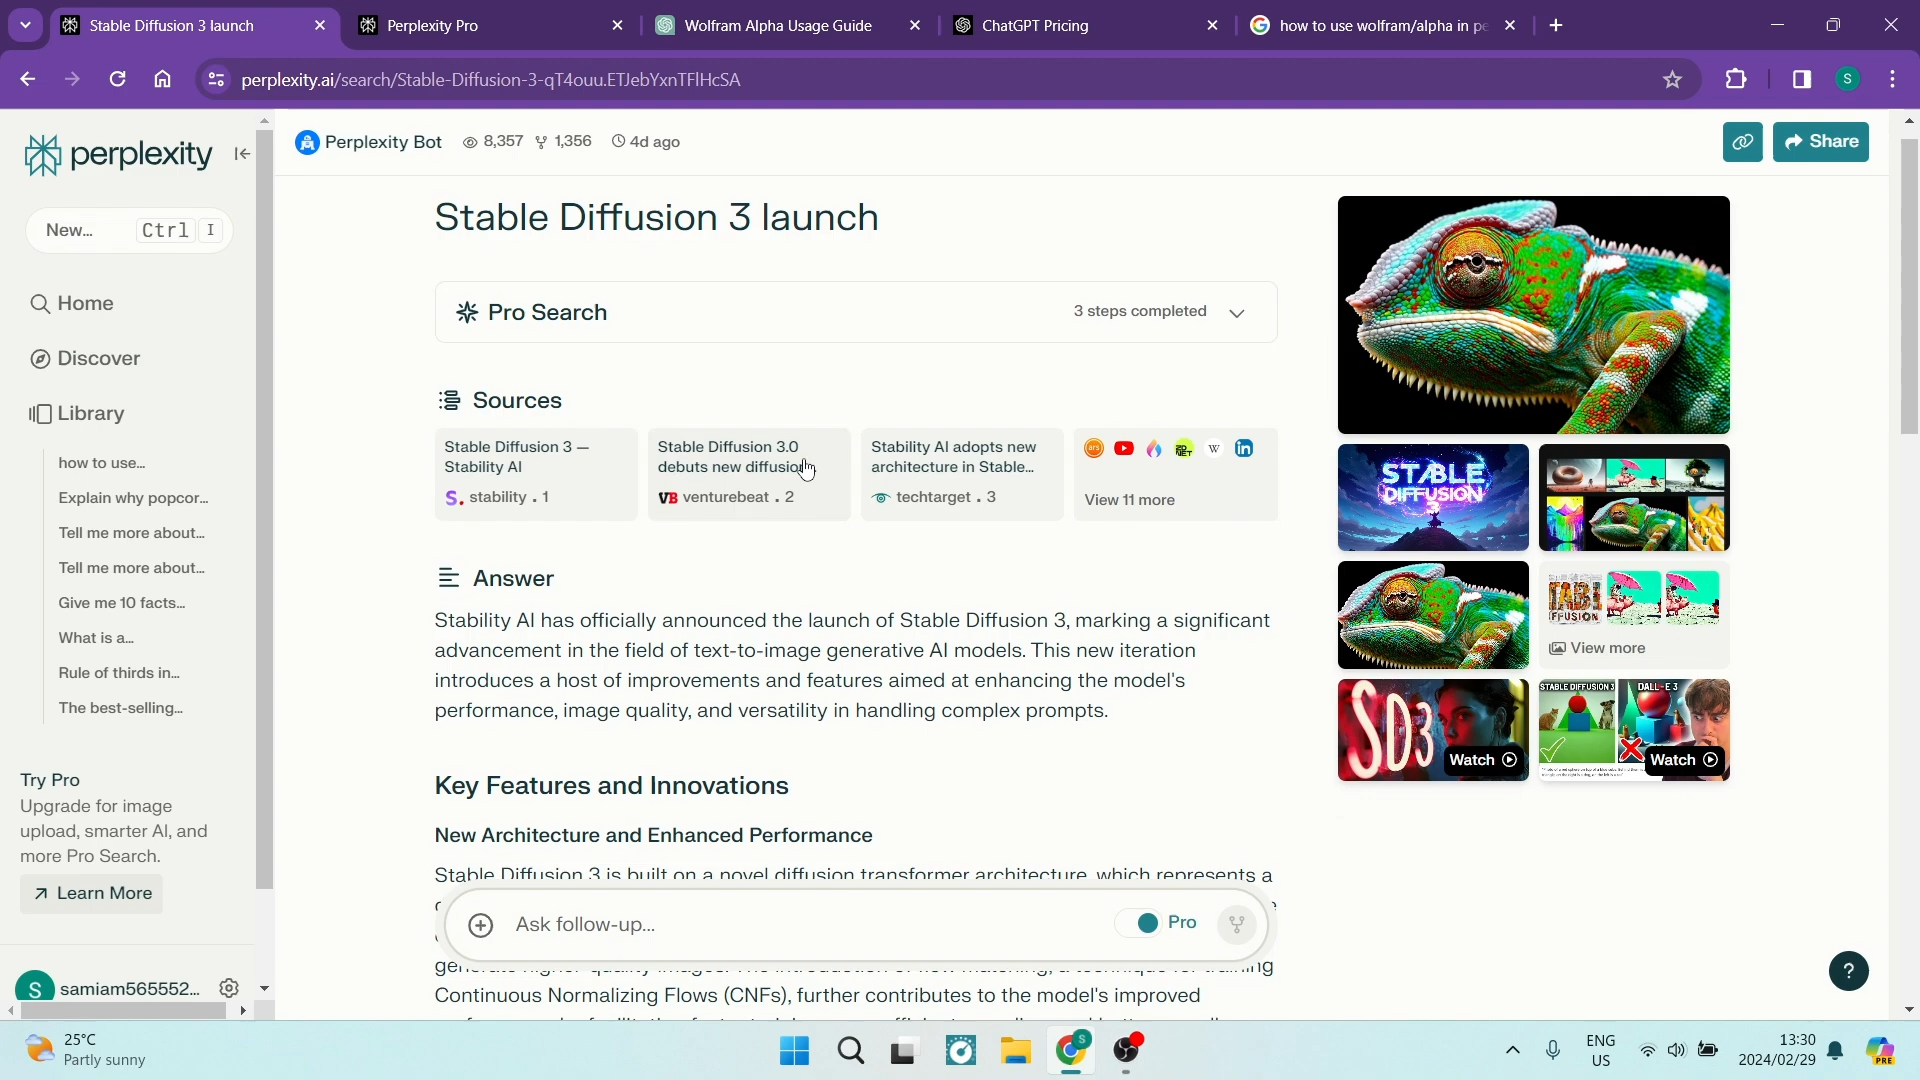 Stable Diffusion 3 launch
Perplexity Pro
Wolfram Alpha Usage Guide
ChatGPT Pricing
how to use wolfram/alpha in pe
perplexity.ai/search/Stable-Diffusion-3-qT4ouu.ETJebYxnTFlHcSA
S
perplexity
Perplexity Bot 8,357 1,356 4d ago
Share
New... Ctrl I
Home
Discover
Library
how to use...
Explain why popcor...
Tell me more about...
Tell me more about...
Give me 10 facts...
What is a...
Rule of thirds in...
The best-selling...
Try Pro
Upgrade for image
upload, smarter AI, and
more Pro Search.
Learn More
S samiam565552...
Stable Diffusion 3 launch
Pro Search 3 steps completed
Sources
Stable Diffusion 3 —
Stability AI
S. stability . 1
Stable Diffusion 3.0
debuts new diffusion
VB venturebeat . 2
Stability AI adopts new
architecture in Stable...
techtarget . 3
ars
ZDNET
W
in
View 11 more
Answer
Stability AI has officially announced the launch of Stable Diffusion 3, marking a significant
advancement in the field of text-to-image generative AI models. This new iteration
introduces a host of improvements and features aimed at enhancing the model's
performance, image quality, and versatility in handling complex prompts.
Key Features and Innovations
New Architecture and Enhanced Performance
Stable Diffusion 3 is built on a novel diffusion transformer architecture, which represents a
Ask follow-up... Pro
Continuous Normalizing Flows (CNFs), further contributes to the model's improved
STABLE
DIFFUSION
3
View more
SD3
Watch
STABLE DIFFUSION 3
DALL-E 3
Watch
?
25°C
Partly sunny
S
ENG
US
13:30
2024/02/29
PRE